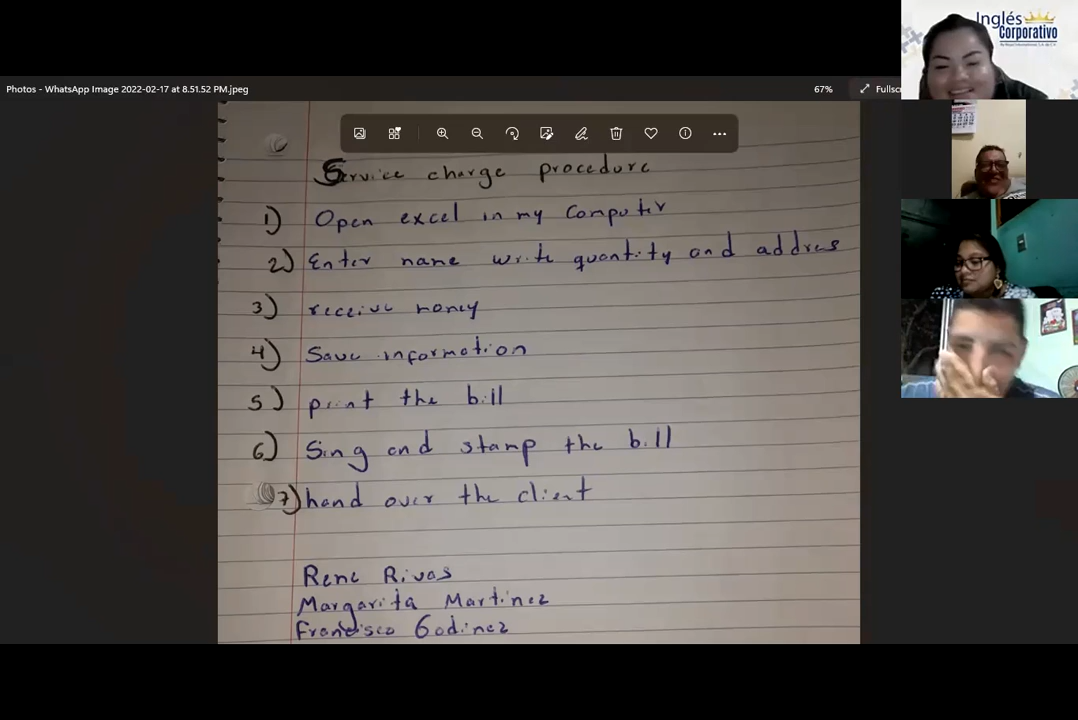 Inglés
Corporativo
Photos - WhatsApp Image 2022-02-17 at 8.51.52 PM.jpeg
67%
Fullscr
Service charge procedure
1) Open excel in my Computer
2) Enter name write quantity and addres
3) receive money
4) Save information
5) print the bill
6) Sing and stamp the bill
7) hand over the client
Rene Rivas
Margarita Martinez
Francisco Godinez